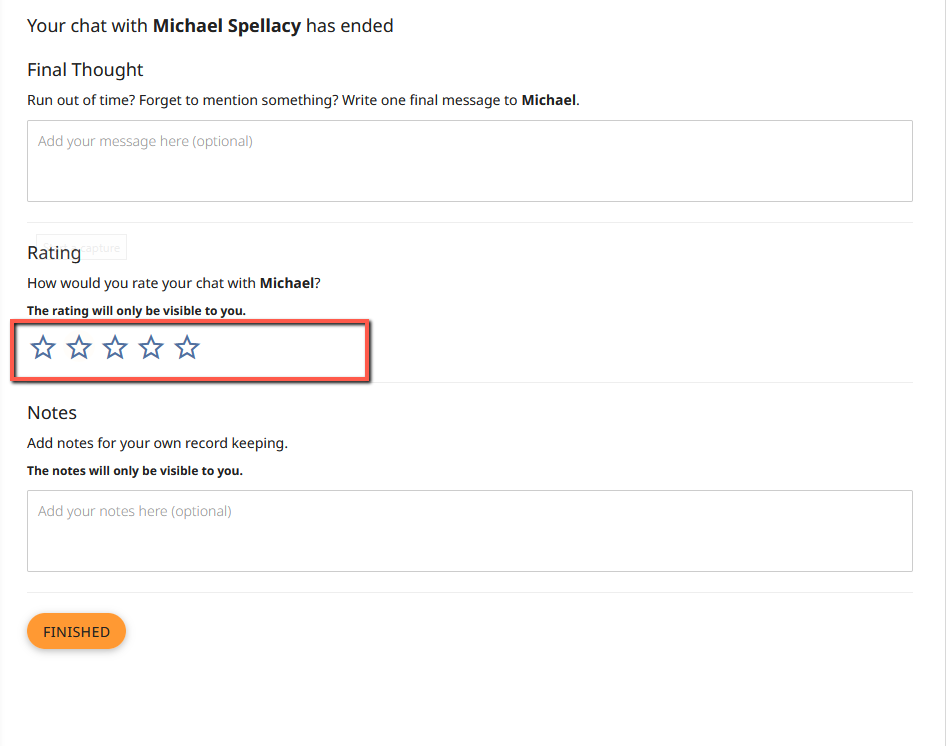 Your chat with Michael Spellacy has ended
Final Thought
Run out of time? Forget to mention something? Write one final message to Michael.
Add your message here (optional)
capture
Rating
How would you rate your chat with Michael?
The rating will only be visible to you.
Notes
Add notes for your own record keeping.
The notes will only be visible to you.
Add your notes here (optional)
FINISHED